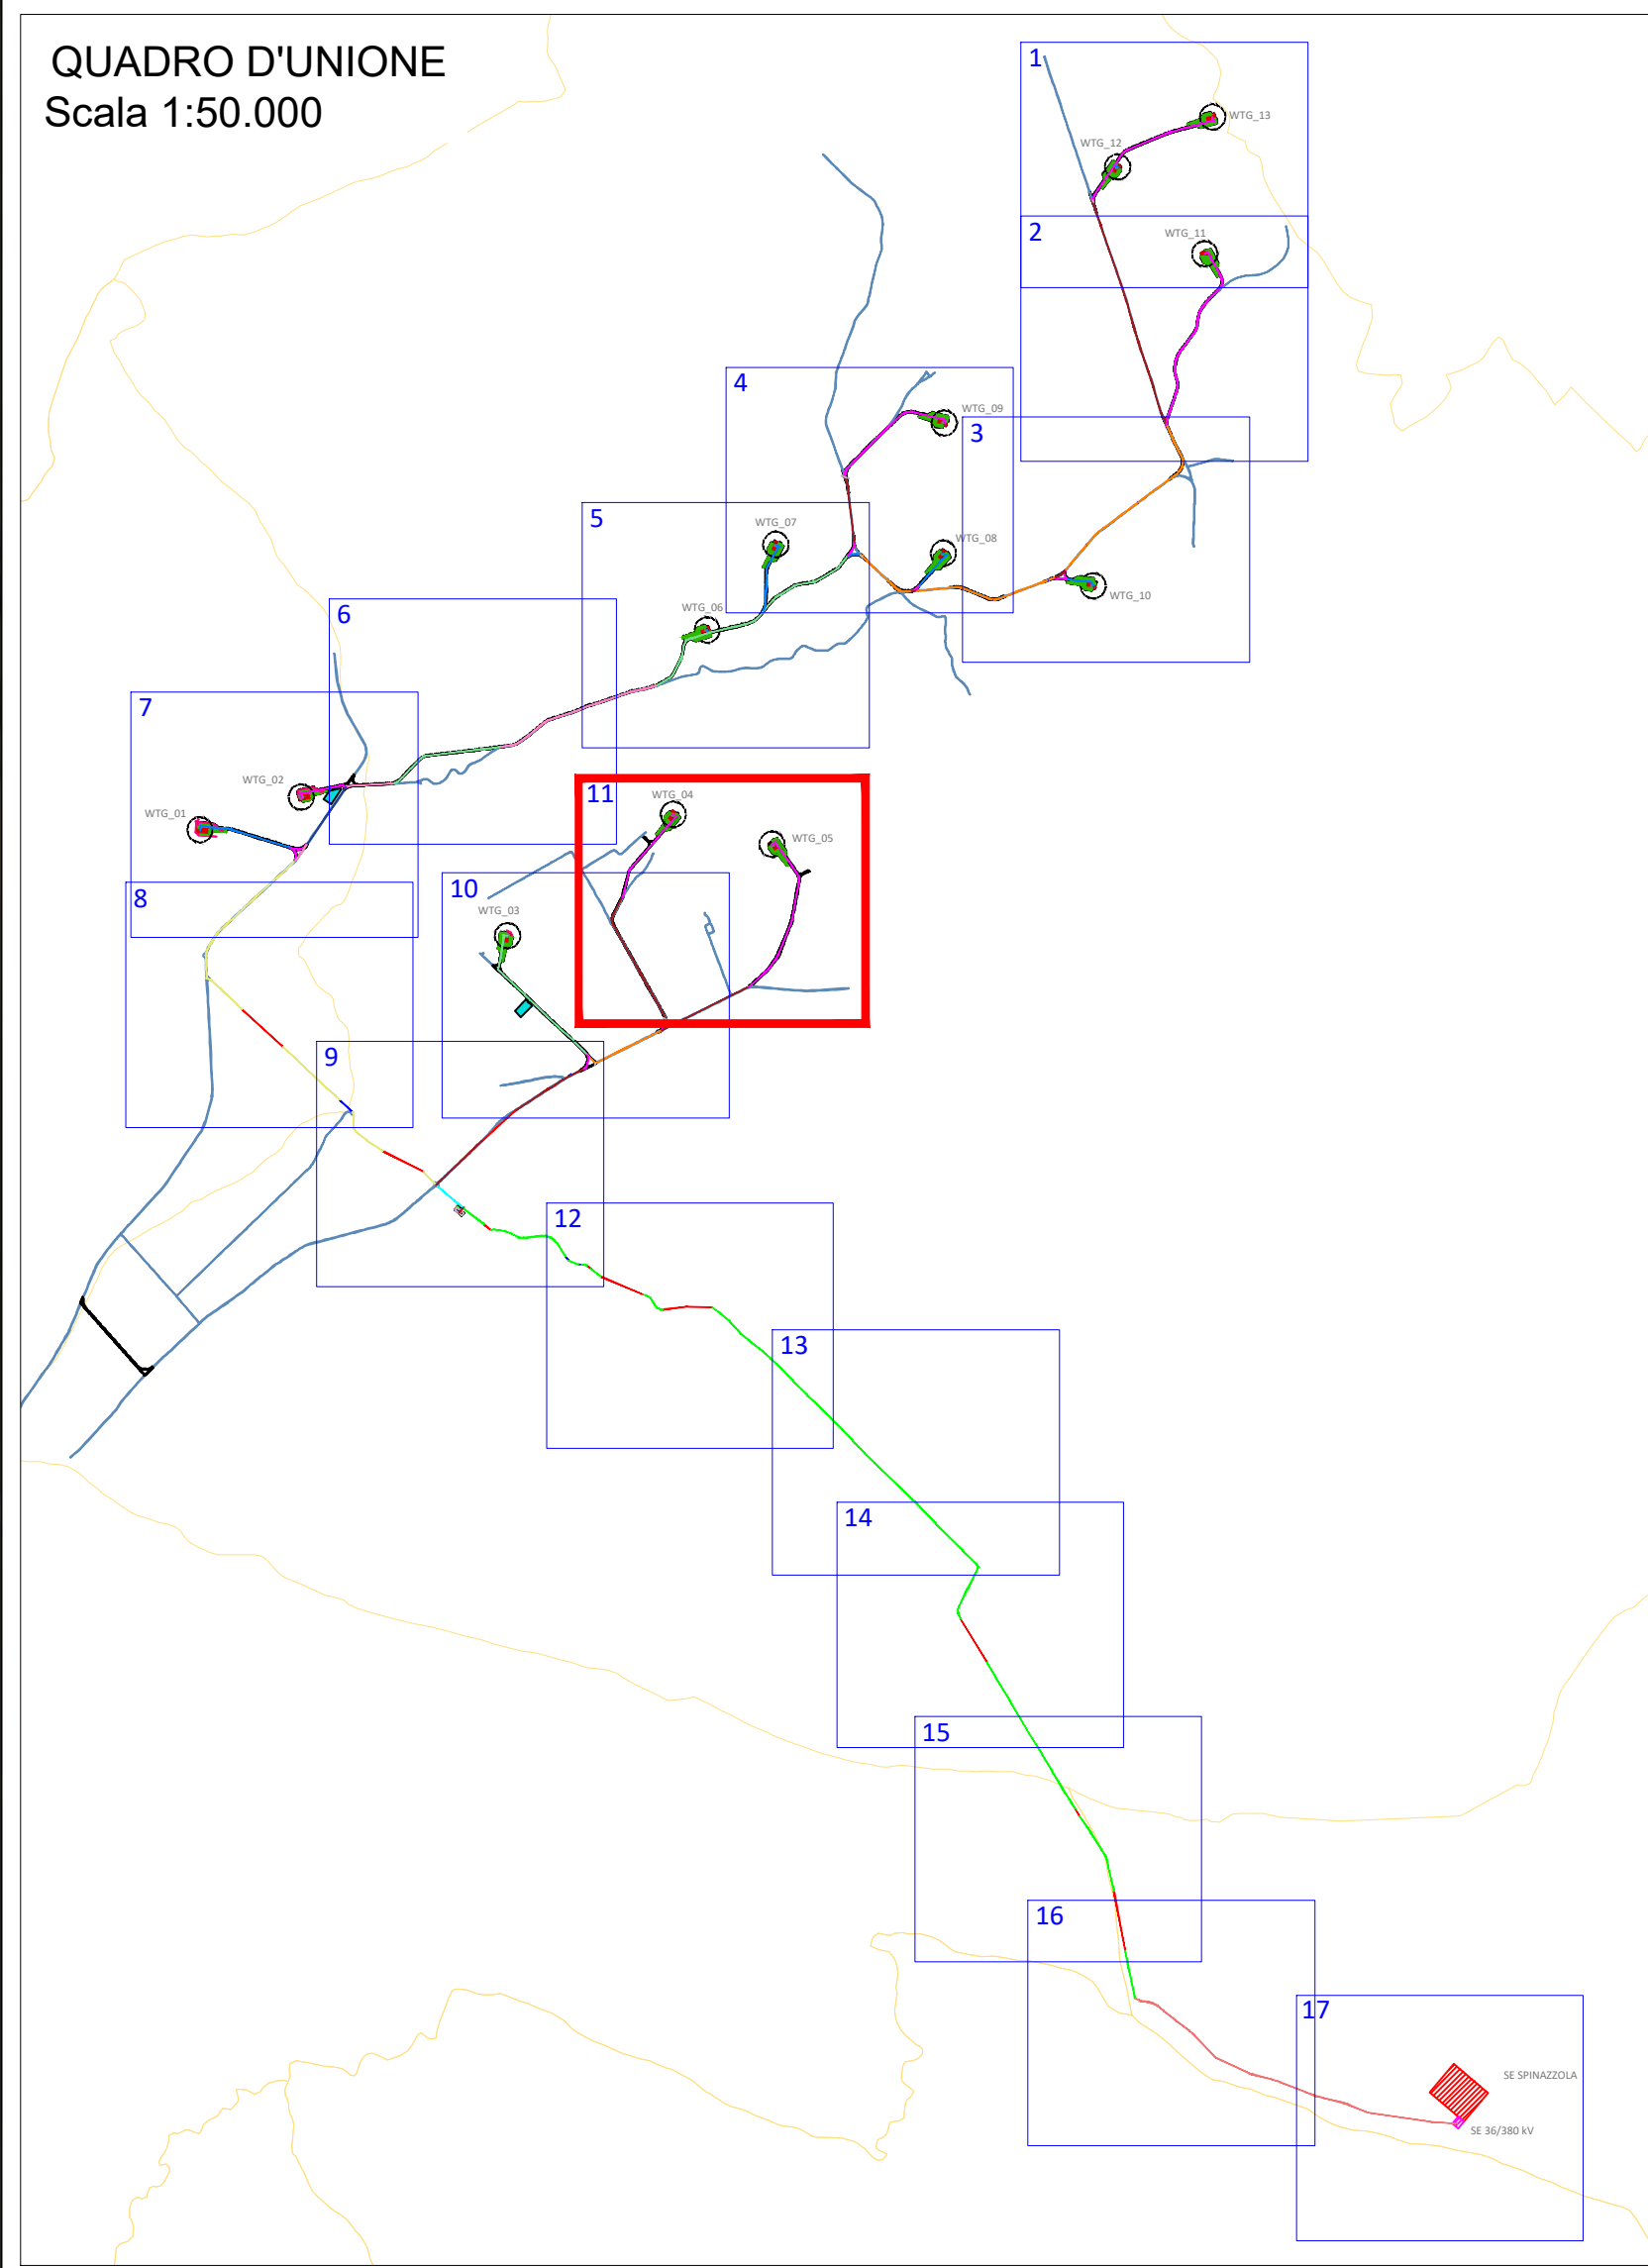 QUADRO D'UNIONE
Scala 1:50.000
1
WTG_13
WTG_12
2
WTG_11
4
WTG_09
3
5
WTG_07
WTG_08
WTG_10
6
WTG_06
7
WTG_02
WTG_01
11
WTG_04
WTG_05
8
10
WTG_03
9
12
13
14
15
16
17
SE SPINAZZOLA
SE 36/380 kV